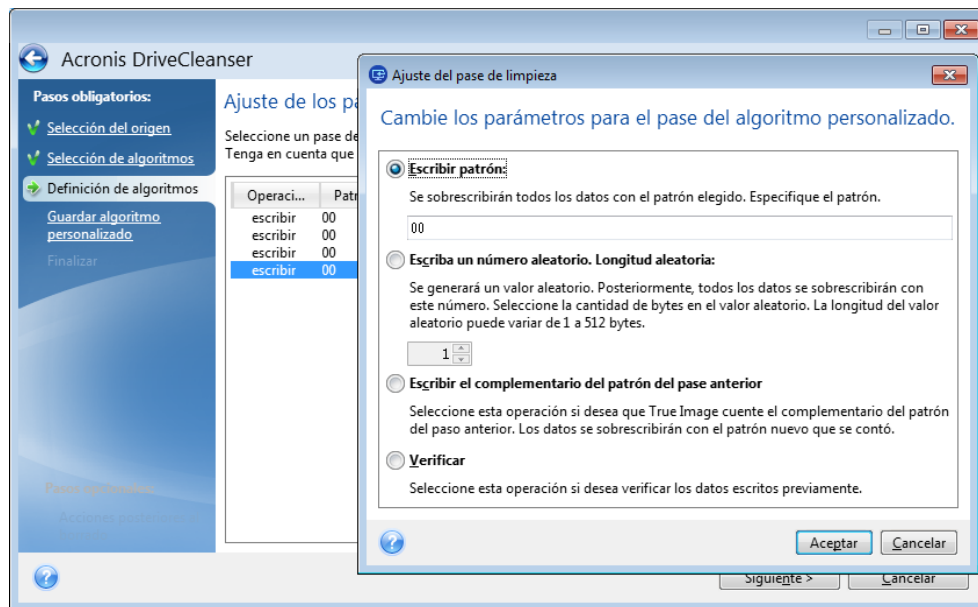 Acronis DriveCleanser
Pasos obligatorios:
Selección del origen
Selección de algoritmos
Definición de algoritmos
Guardar algoritmo
personalizado
Finalizar
Ajuste de los pa
Seleccione un pase de
Tenga en cuenta que
Operaci... Patr
escribir 00
escribir 00
escribir 00
escribir 00
Acciones
Siguiente >
Cancelar
Ajuste del pase de limpieza
Cambie los parámetros para el pase del algoritmo personalizado.
Escribir patrón:
Se sobrescribirán todos los datos con el patrón elegido. Especifique el patrón.
00
Escriba un número aleatorio. Longitud aleatoria:
Se generará un valor aleatorio. Posteriormente, todos los datos se sobrescribirán con
este número. Seleccione la cantidad de bytes en el valor aleatorio. La longitud del valor
aleatorio puede variar de 1 a 512 bytes.
1
Escribir el complementario del patrón del pase anterior
Seleccione esta operación si desea que True Image cuente el complementario del patrón
del paso anterior. Los datos se sobrescribirán con el patrón nuevo que se contó.
Verificar
Seleccione esta operación si desea verificar los datos escritos previamente.
Aceptar
Cancelar